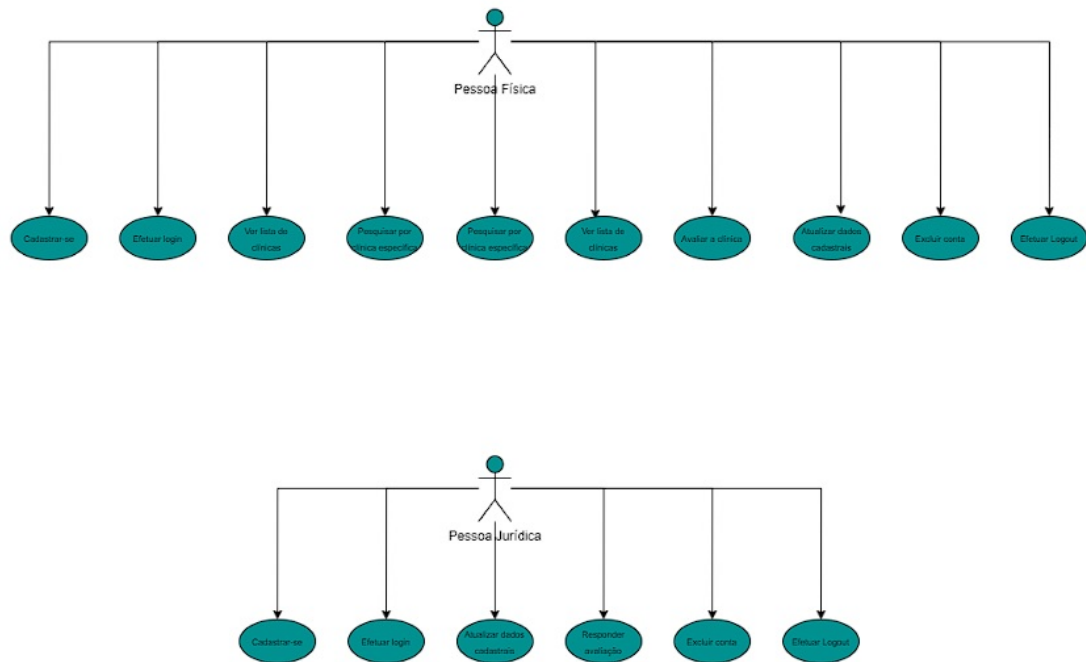 Pessoa Física
Cadastrar-se
Efetuar login
Ver lista de
clínicas
Pesquisar por
clínica específica
Pesquisar por
clínica específica
Ver lista de
clínicas
Avaliar a clínica
Atualizar dados
cadastrais
Excluir conta
Efetuar Logout
Pessoa Jurídica
Cadastrar-se
Efetuar login
Atualizar dados
cadastrais
Responder
avaliação
Excluir conta
Efetuar Logout